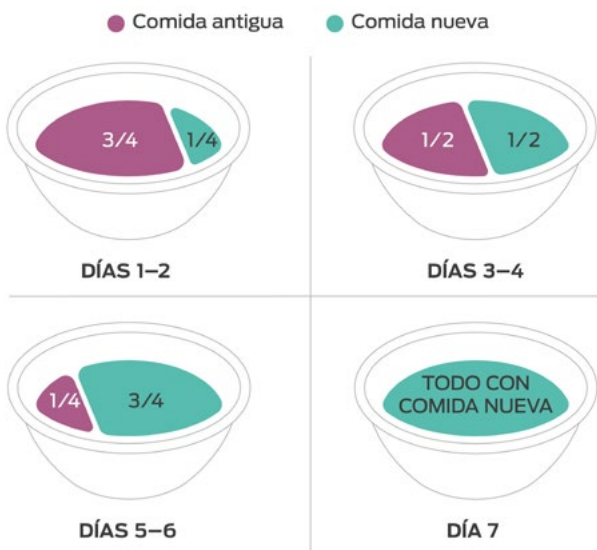 Comida antigua
Comida nueva
3/4
1/4
DÍAS 1–2
1/2
1/2
DÍAS 3–4
1/4
3/4
DÍAS 5–6
TODO CON
COMIDA NUEVA
DÍA 7